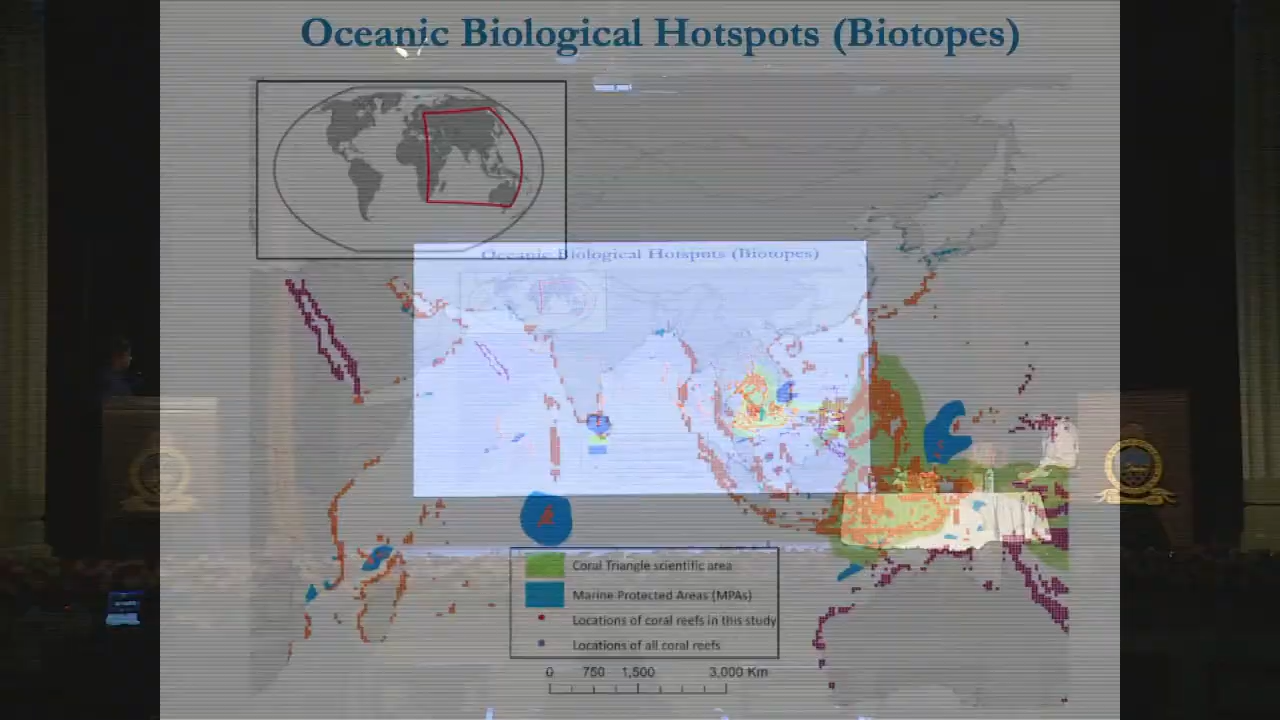 Oceanic Biological Hotspots (Biotopes)
Oceanic Biological Hotspots (Biotopes)
Coral Triangle scientific area
Marine Protected Areas (MPAs)
Locations of coral reefs in this study
Locations of all coral reefs
0 750 1,500 3,000 Km